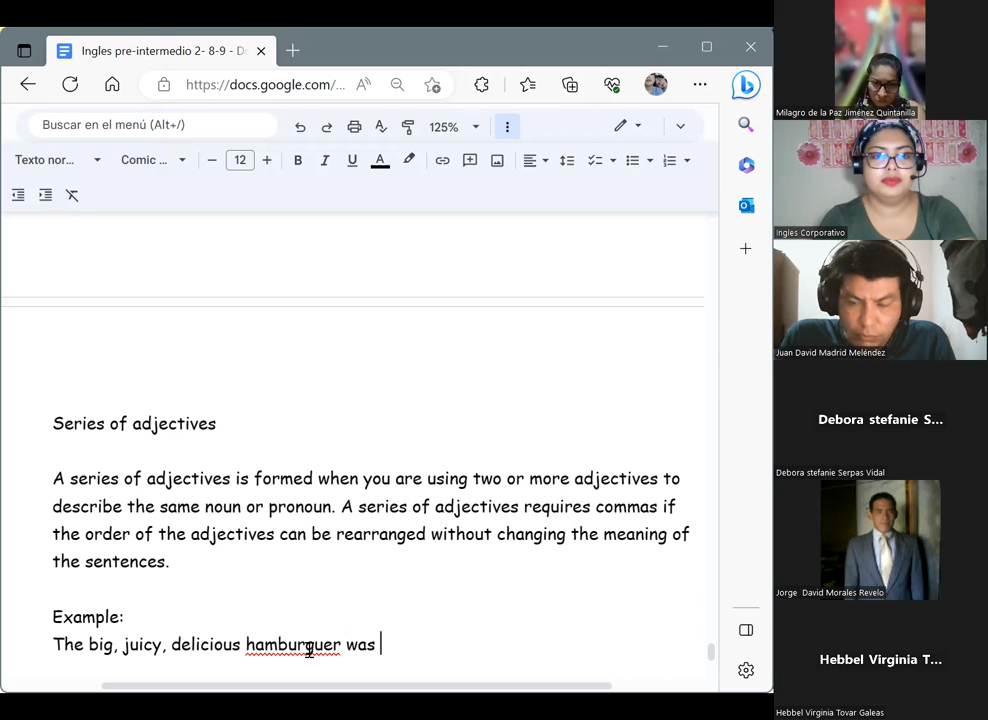 Ingles pre-intermedio 2- 8-9 - D
https://docs.google.com/...
Buscar en el menú (Alt+/)
125%
Texto nor...
Comic ...
12
B I U A
Series of adjectives
A series of adjectives is formed when you are using two or more adjectives to
describe the same noun or pronoun. A series of adjectives requires commas if
the order of the adjectives can be rearranged without changing the meaning of
the sentences.
Example:
The big, juicy, delicious hamburguer was
Milagro de la Paz Jiménez Quintanilla
Ingles Corporativo
Juan David Madrid Meléndez
Debora stefanie S...
Debora stefanie Serpas Vidal
Jorge David Morales Revelo
Hebbel Virginia T...
Hebbel Virginia Tovar Galeas